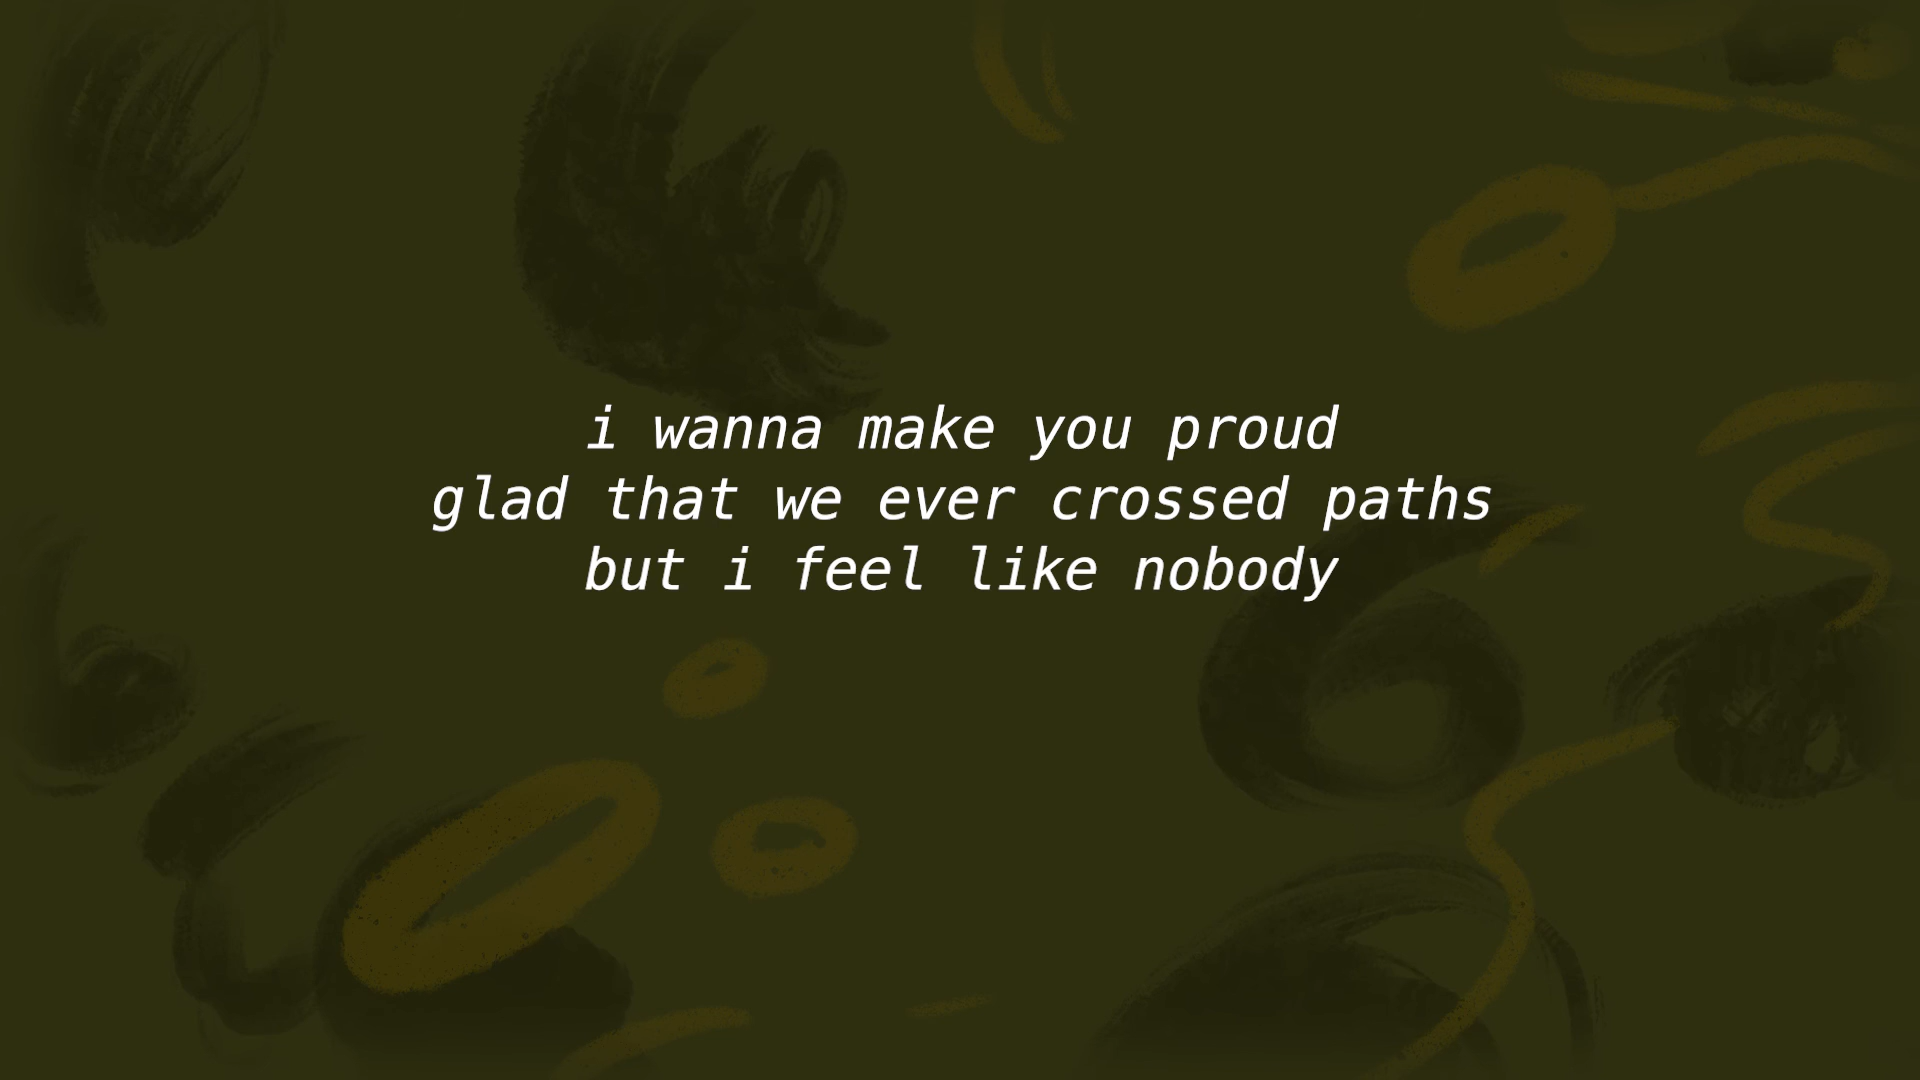 i wanna make you proud
glad that we ever crossed paths
but i feel like nobody